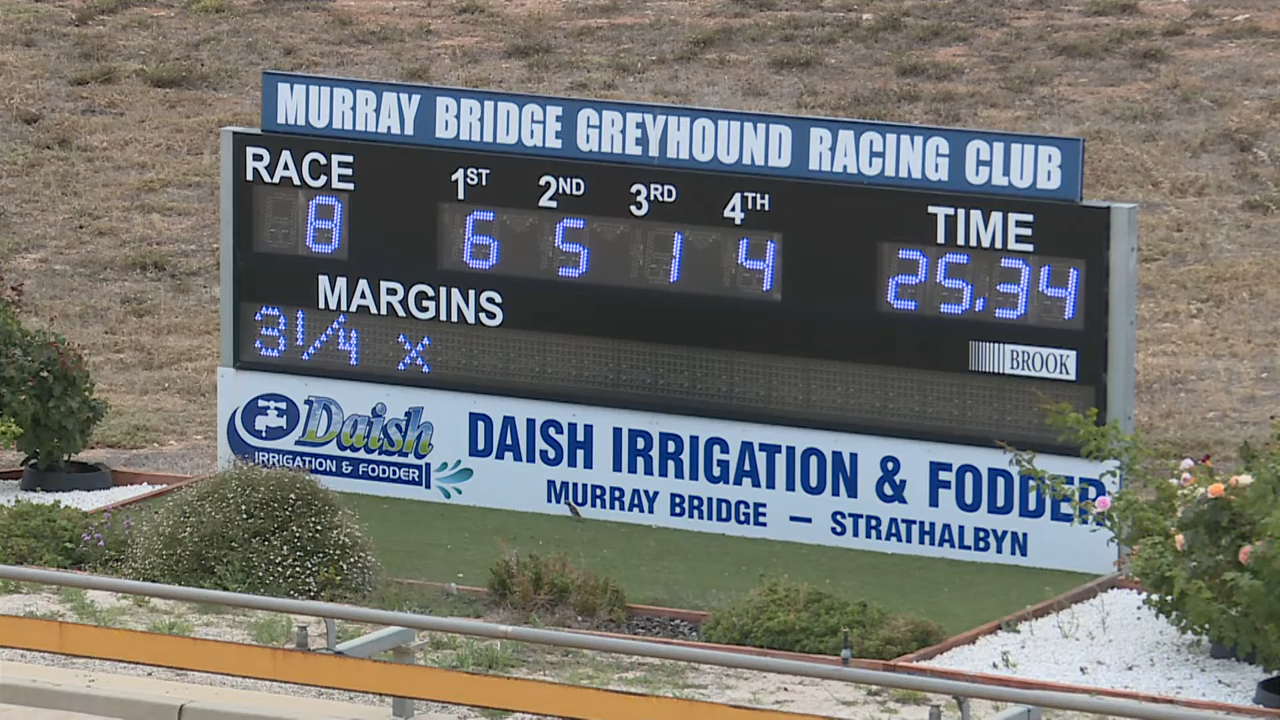 MURRAY BRIDGE GREYHOUND RACING CLUB
RACE 1ST 2ND 3RD 4TH TIME
8 6 5 1 4 25.34
MARGINS
3 1/4 X
BROOK
Daish
IRRIGATION & FODDER
DAISH IRRIGATION & FODDER
MURRAY BRIDGE – STRATHALBYN